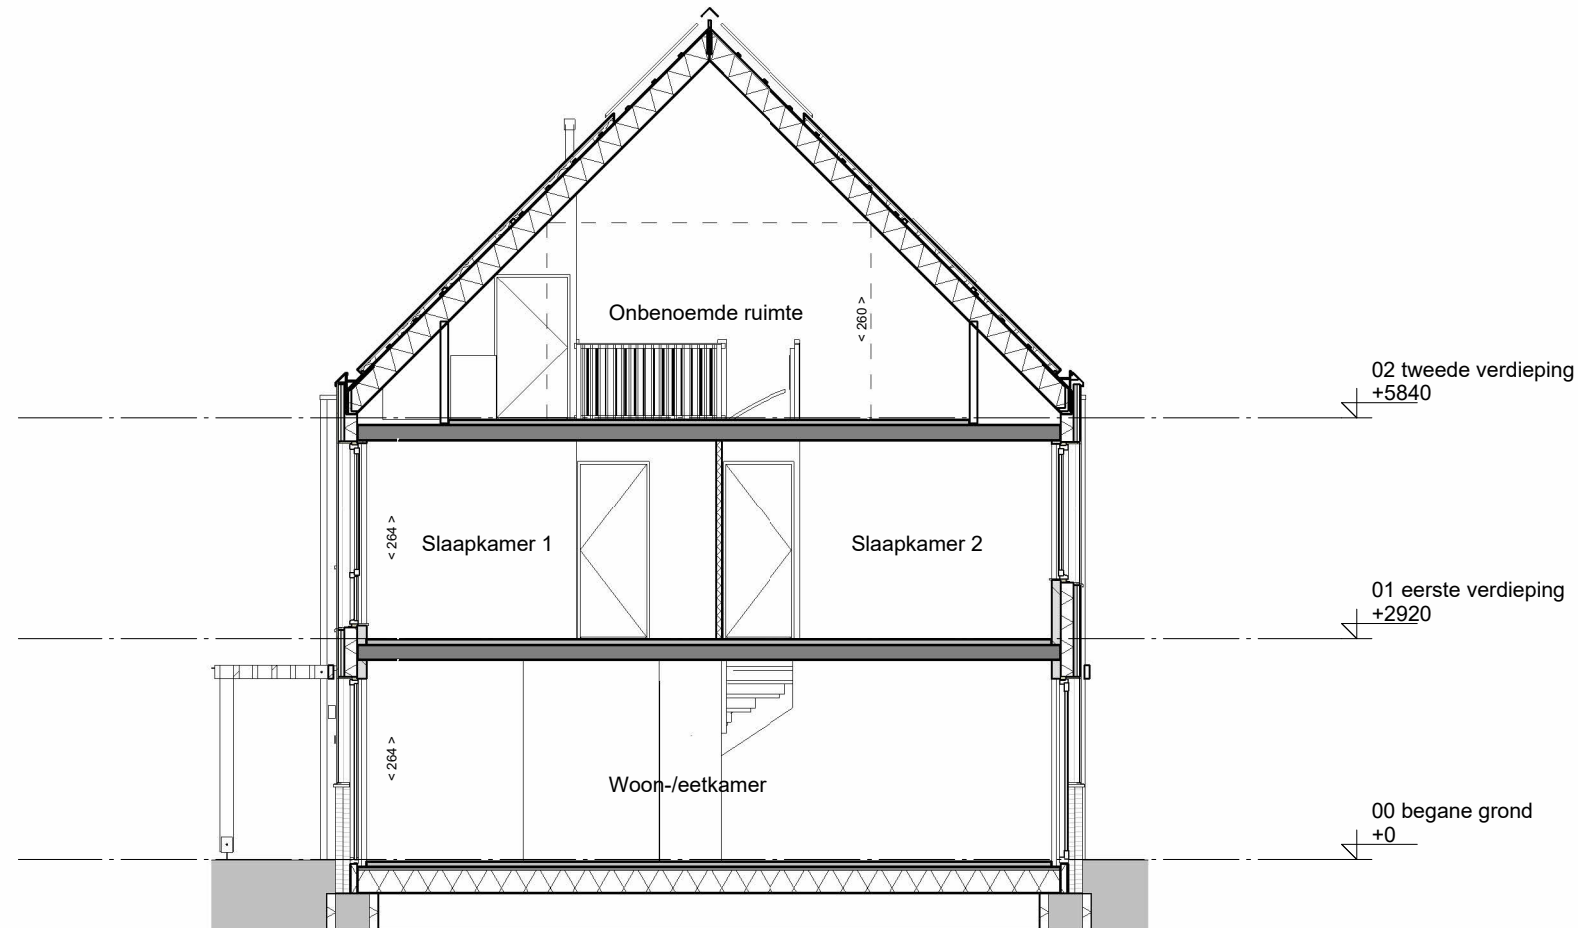 Onbenoemde ruimte
< 260 >
02 tweede verdieping
+5840
< 264 >
Slaapkamer 1
Slaapkamer 2
01 eerste verdieping
+2920
< 264 >
Woon-/eetkamer
00 begane grond
+0